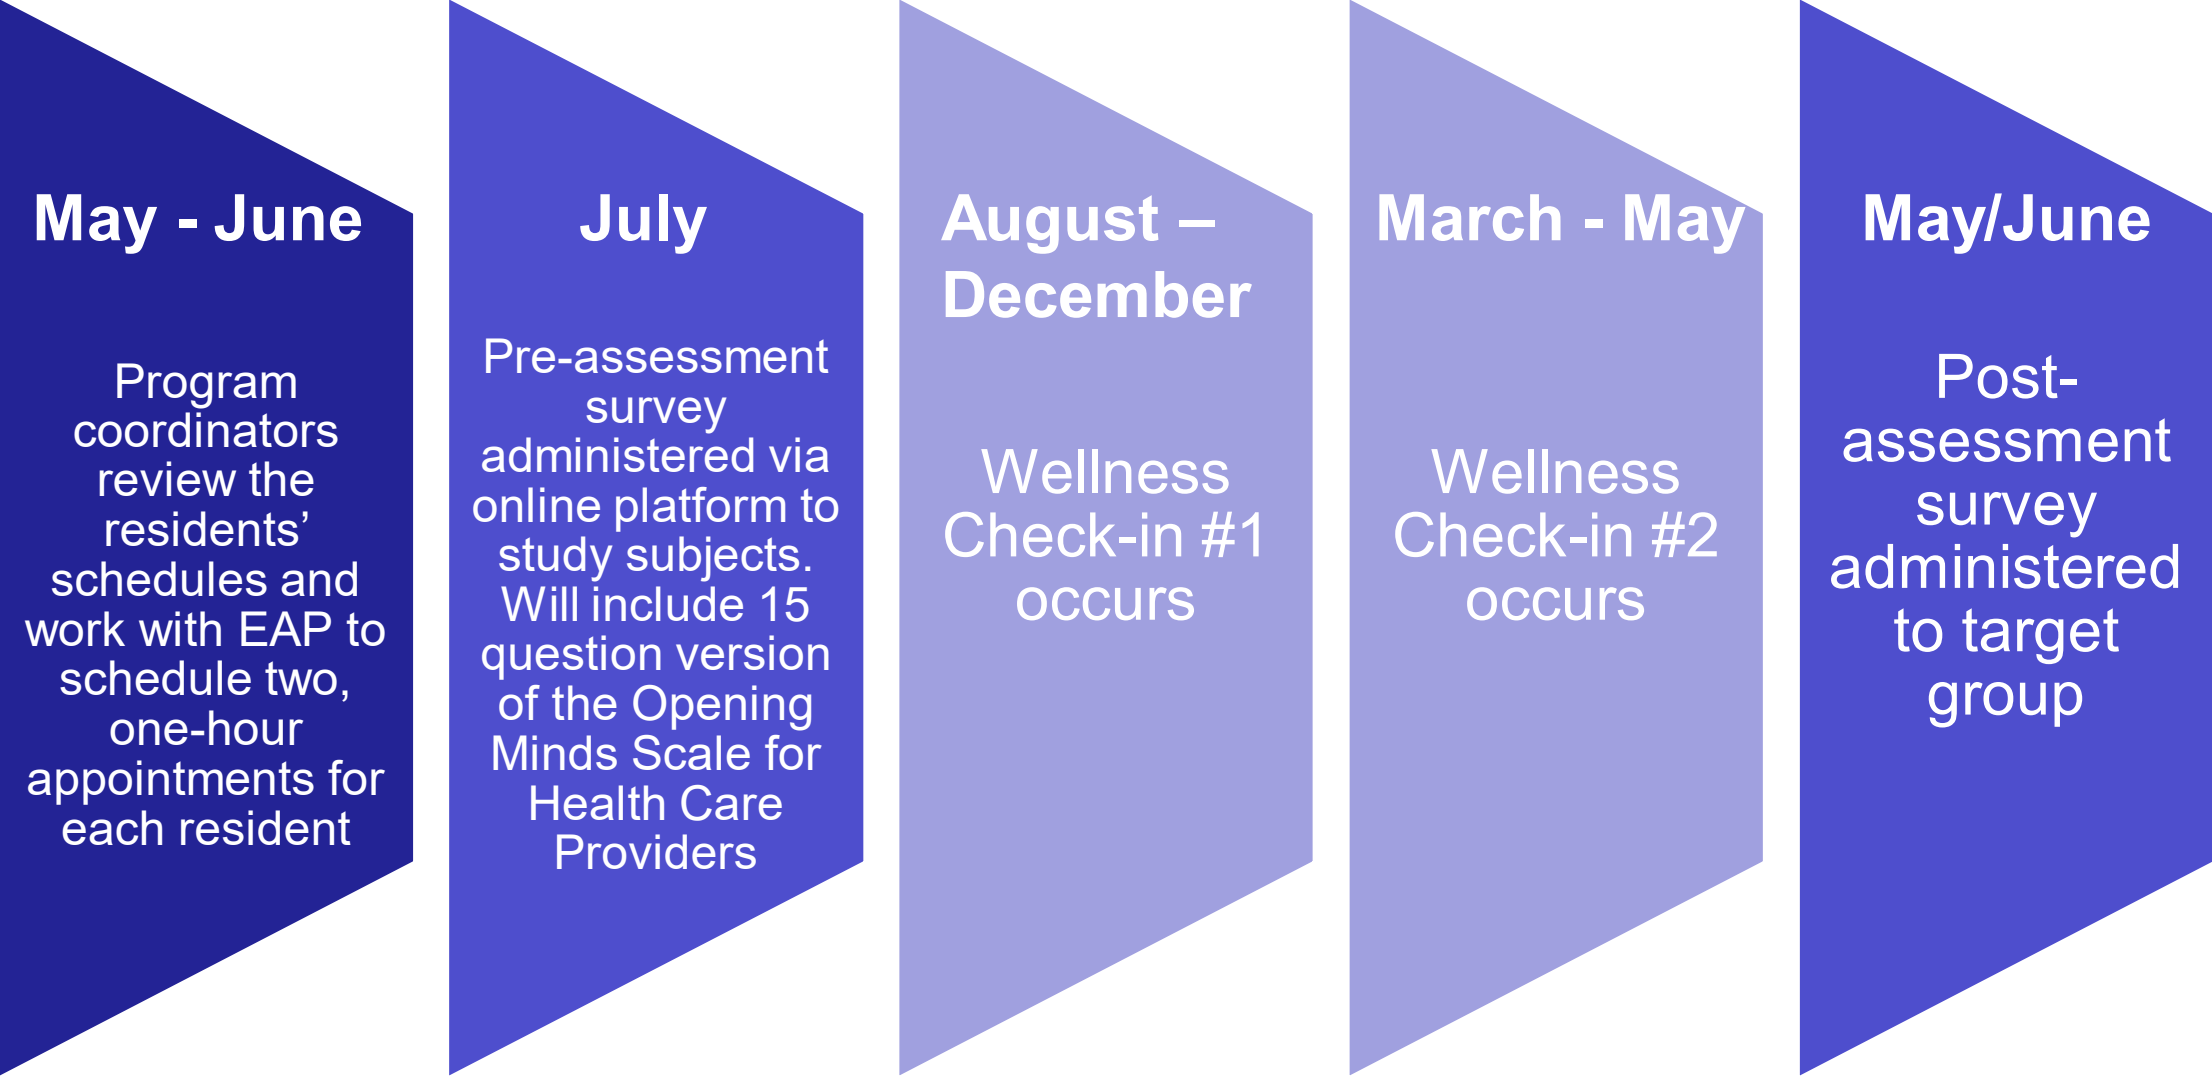 May - June
Program
coordinators
review the
residents’
schedules and
work with EAP to
schedule two,
one-hour
appointments for
each resident
July
Pre-assessment
survey
administered via
online platform to
study subjects.
Will include 15
question version
of the Opening
Minds Scale for
Health Care
Providers
August –
December
Wellness
Check-in #1
occurs
March - May
Wellness
Check-in #2
occurs
May/June
Post-
assessment
survey
administered
to target
group